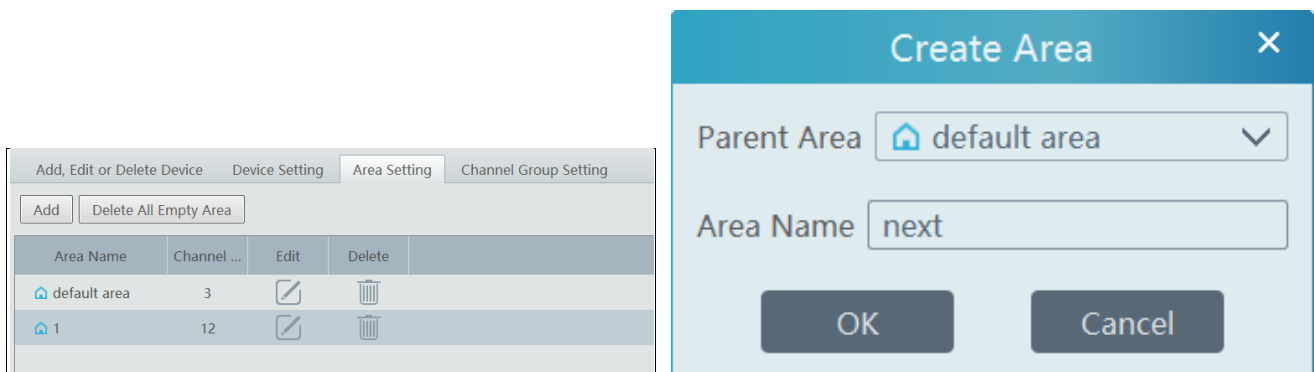 Add, Edit or Delete Device Device Setting Area Setting Channel Group Setting
Add Delete All Empty Area
Area Name Channel ... Edit Delete
default area 3
1 12
Create Area
Parent Area default area
Area Name next
OK Cancel